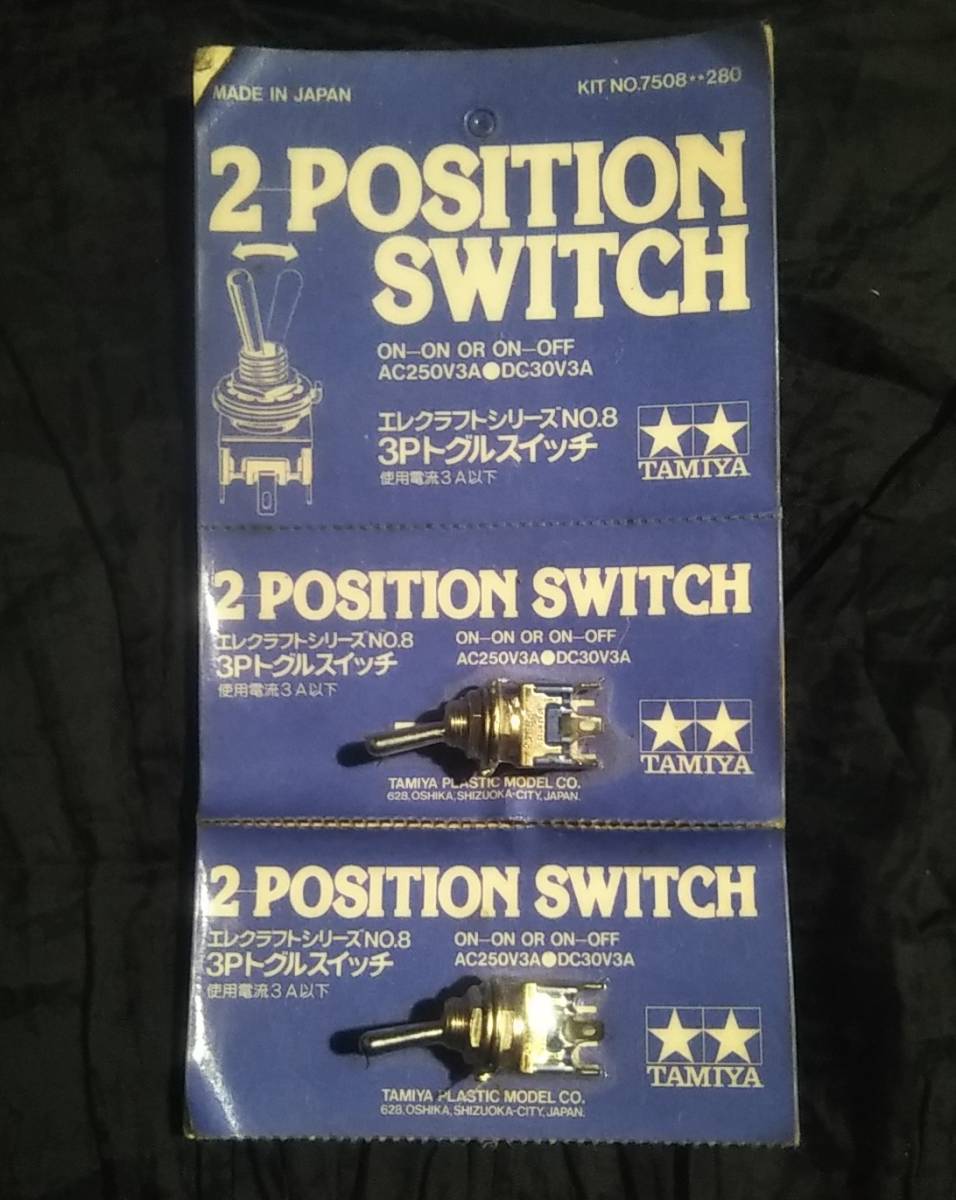 MADE IN JAPAN
KIT NO.7508**280
2 POSITION
SWITCH
ON-ON OR ON-OFF
AC250V3A●DC30V3A
エレクラフトシリーズNO.8
3Pトグルスイッチ
使用電流3A以下
TAMIYA
2 POSITION SWITCH
エレクラフトシリーズNO.8
3Pトグルスイッチ
使用電流3A以下
ON-ON OR ON-OFF
AC250V3A●DC30V3A
TAMIYA
TAMIYA PLASTIC MODEL CO.
628, OSHIKA, SHIZUOKA-CITY, JAPAN.
2 POSITION SWITCH
エレクラフトシリーズNO.8
3Pトグルスイッチ
使用電流3A以下
ON-ON OR ON-OFF
AC250V3A●DC30V3A
TAMIYA
TAMIYA PLASTIC MODEL CO.
628, OSHIKA, SHIZUOKA-CITY, JAPAN.